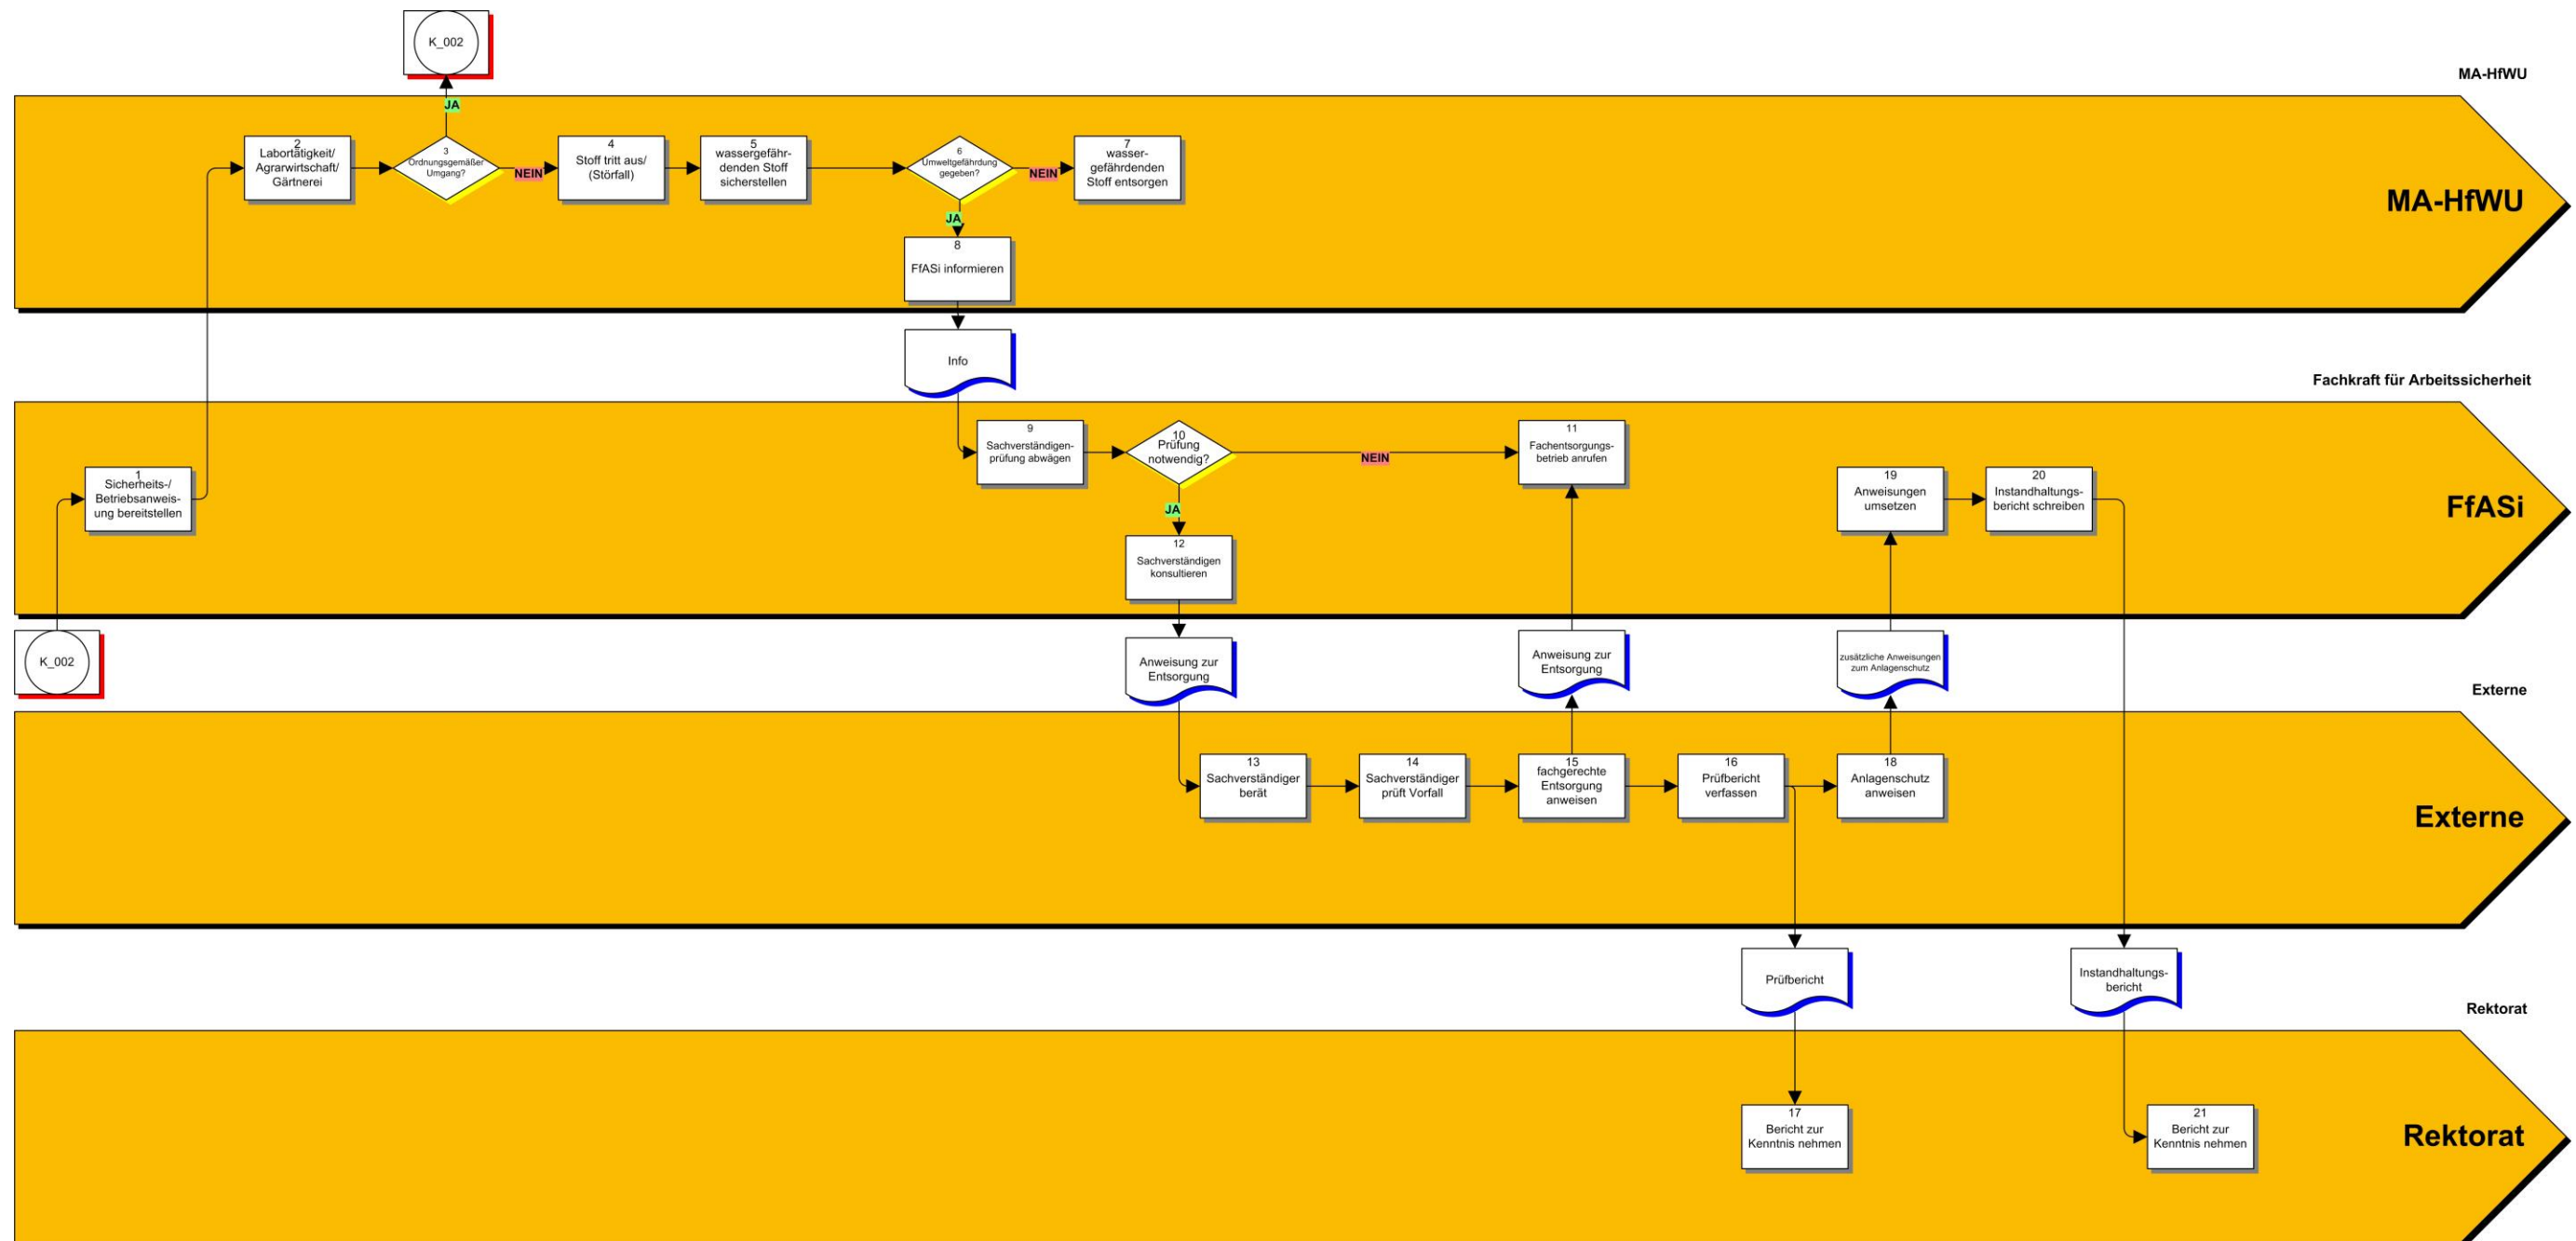 K_002
MA-HfWU
JA
2
Labortätigkeit/
Agrarwirtschaft/
Gärtnerei
3
Ordnungsgemäßer
Umgang?
NEIN
4
Stoff tritt aus/
(Störfall)
5
wassergefähr-
denden Stoff
sicherstellen
6
Umweltgefährdung
gegeben?
NEIN
7
wasser-
gefährdenden
Stoff entsorgen
MA-HfWU
JA
8
FfASi informieren
Info
Fachkraft für Arbeitssicherheit
1
Sicherheits-/
Betriebsanweis-
ung bereitstellen
9
Sachverständigen-
prüfung abwägen
10
Prüfung
notwendig?
NEIN
11
Fachentsorgungs-
betrieb anrufen
19
Anweisungen
umsetzen
20
Instandhaltungs-
bericht schreiben
FfASi
JA
12
Sachverständigen
konsultieren
K_002
Anweisung zur
Entsorgung
Anweisung zur
Entsorgung
zusätzliche Anweisungen
zum Anlagenschutz
Externe
13
Sachverständiger
berät
14
Sachverständiger
prüft Vorfall
15
fachgerechte
Entsorgung
anweisen
16
Prüfbericht
verfassen
18
Anlagenschutz
anweisen
Externe
Prüfbericht
Instandhaltungs-
bericht
Rektorat
17
Bericht zur
Kenntnis nehmen
21
Bericht zur
Kenntnis nehmen
Rektorat